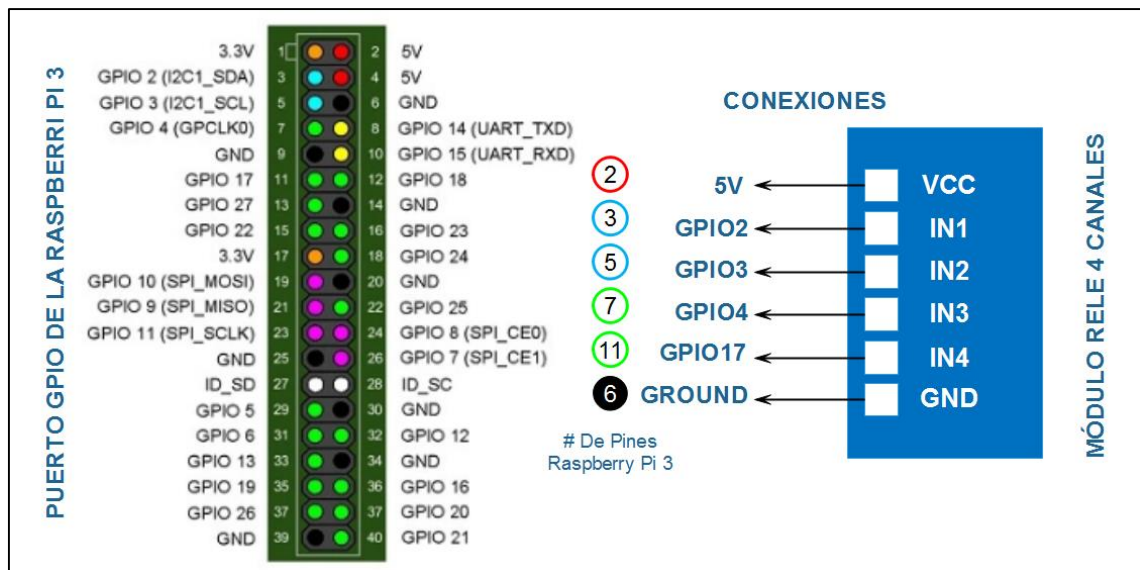 PUERTO GPIO DE LA RASPBERRI PI 3
3.3V 1 2 5V
GPIO 2 (I2C1_SDA) 3 4 5V
GPIO 3 (I2C1_SCL) 5 6 GND
GPIO 4 (GPCLK0) 7 8 GPIO 14 (UART_TXD)
GND 9 10 GPIO 15 (UART_RXD)
GPIO 17 11 12 GPIO 18
GPIO 27 13 14 GND
GPIO 22 15 16 GPIO 23
3.3V 17 18 GPIO 24
GPIO 10 (SPI_MOSI) 19 20 GND
GPIO 9 (SPI_MISO) 21 22 GPIO 25
GPIO 11 (SPI_SCLK) 23 24 GPIO 8 (SPI_CE0)
GND 25 26 GPIO 7 (SPI_CE1)
ID_SD 27 28 ID_SC
GPIO 5 29 30 GND
GPIO 6 31 32 GPIO 12
GPIO 13 33 34 GND
GPIO 19 35 36 GPIO 16
GPIO 26 37 37 GPIO 20
GND 39 40 GPIO 21
CONEXIONES
2 5V VCC
3 GPIO2 IN1
5 GPIO3 IN2
7 GPIO4 IN3
11 GPIO17 IN4
6 GROUND GND
# De Pines
Raspberry Pi 3
MÓDULO RELE 4 CANALES